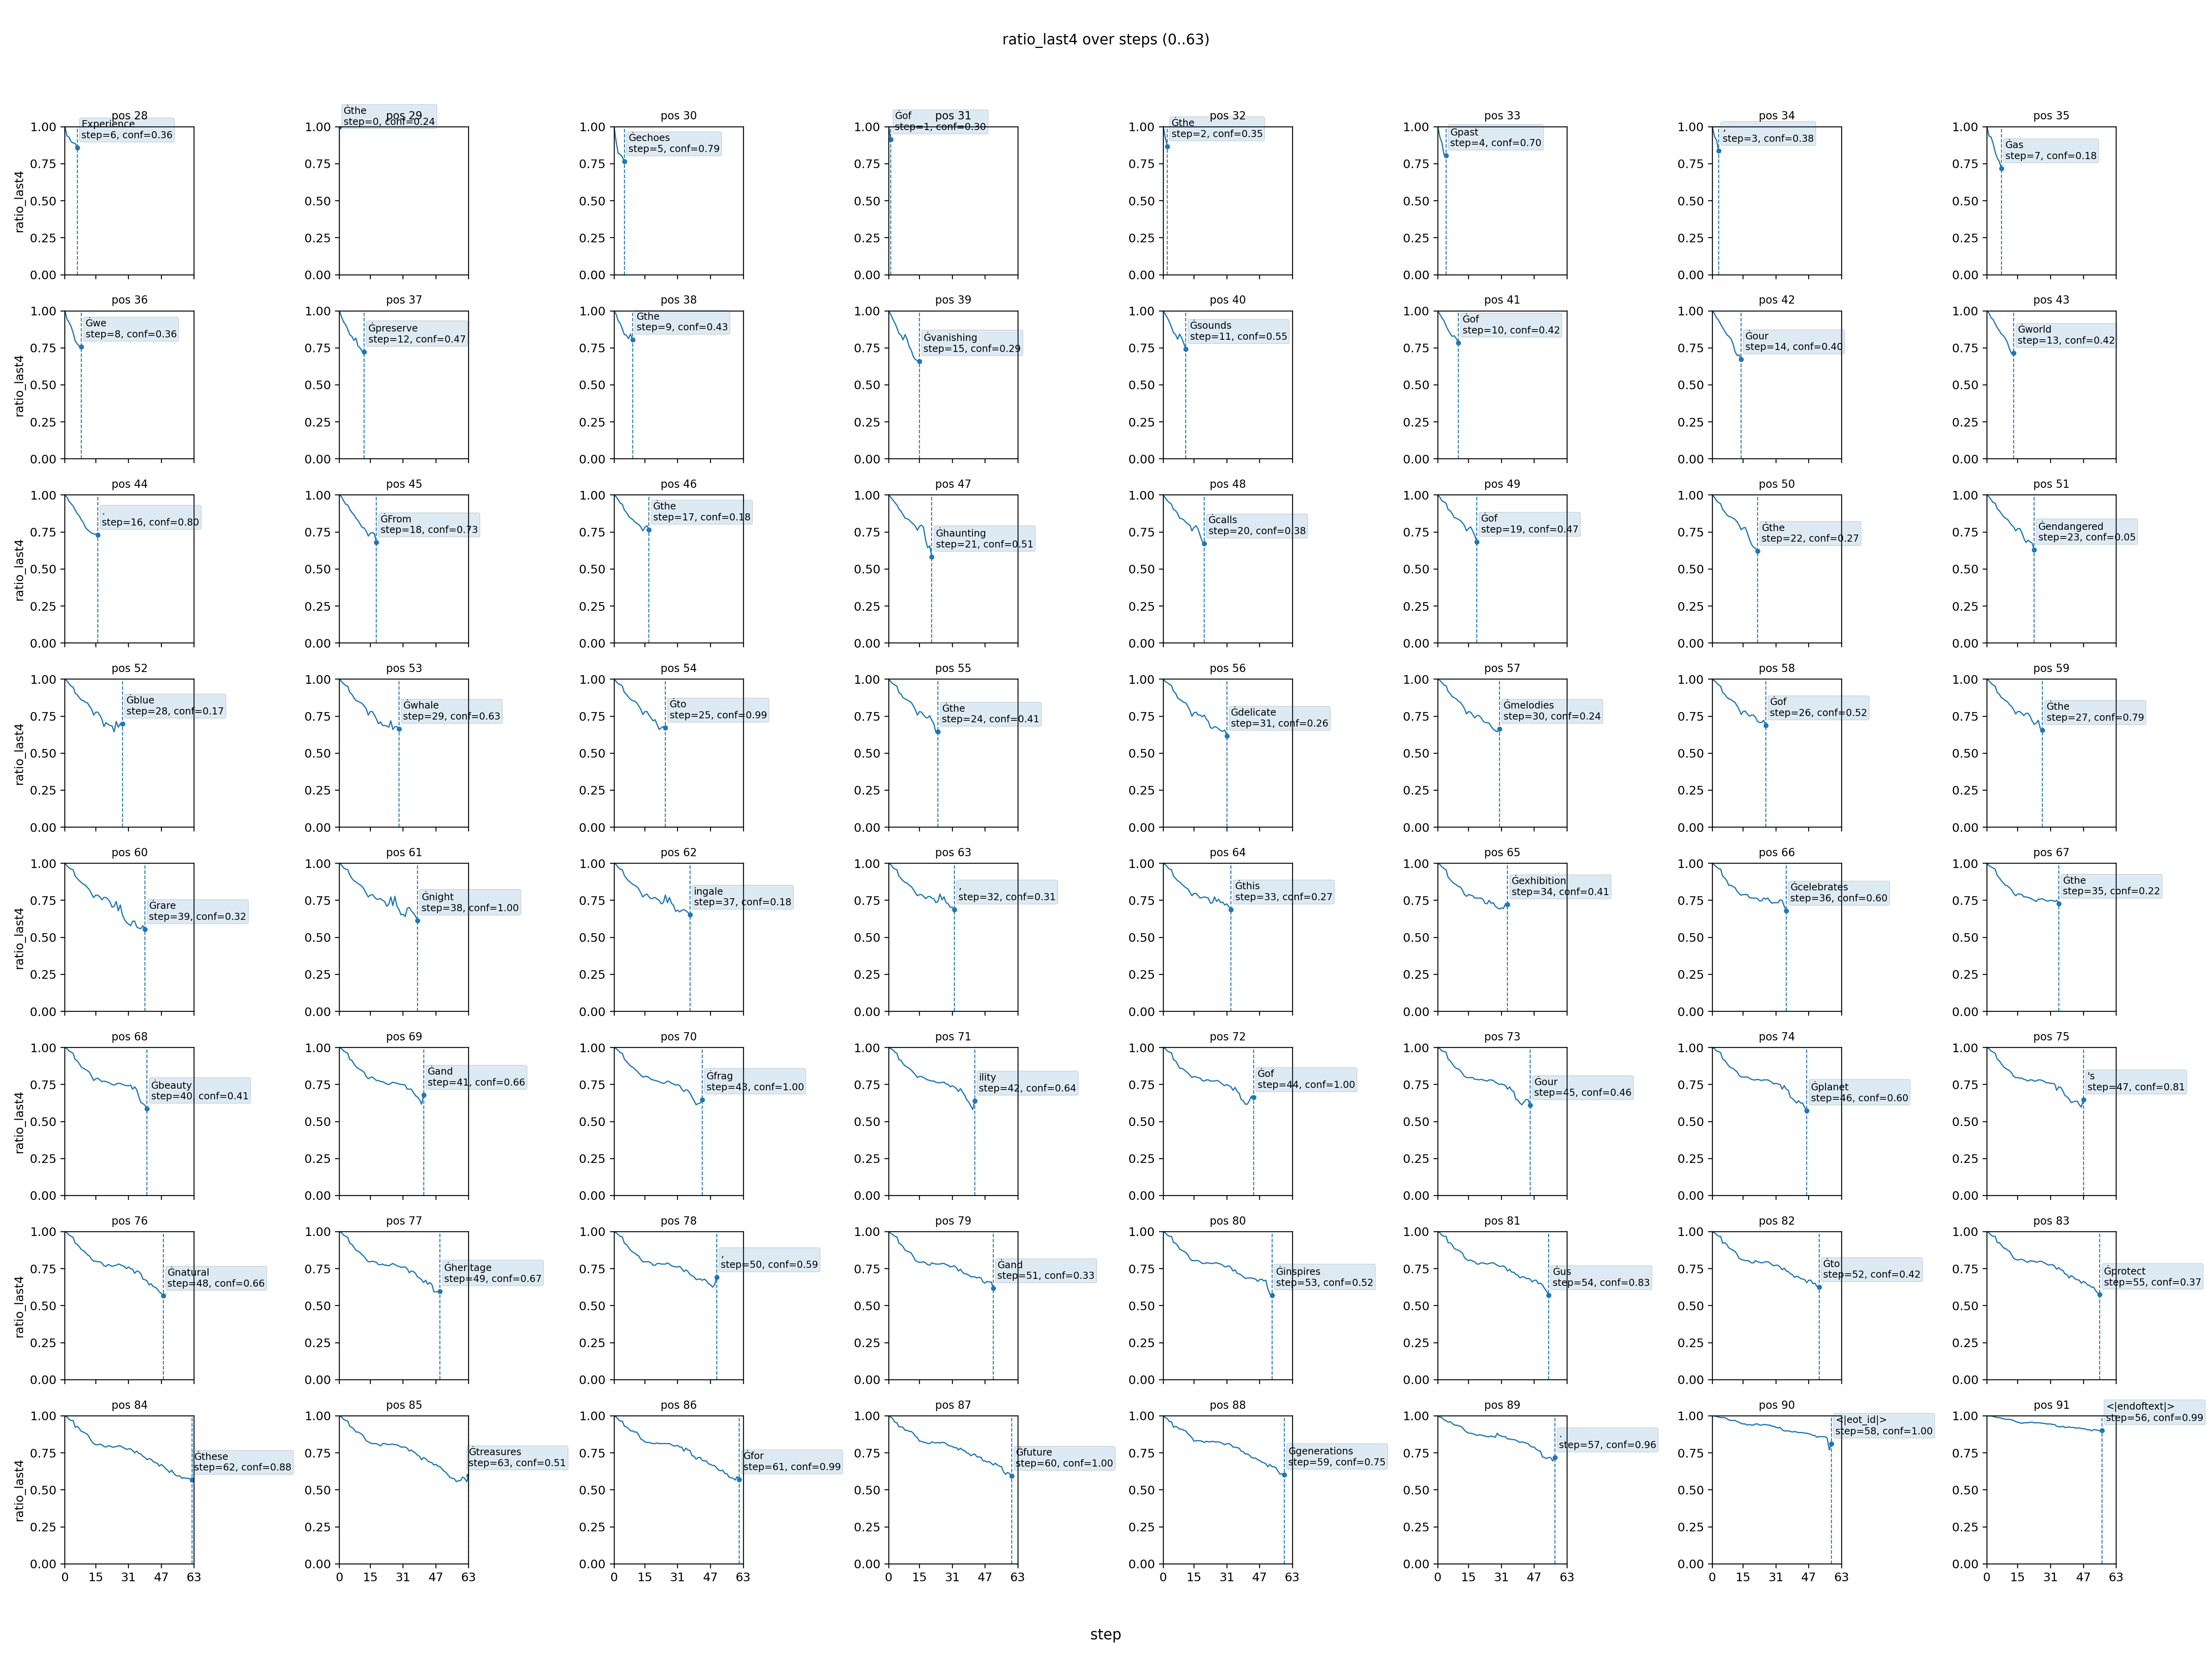 ratio_last4 over steps (0..63)
pos 28
Experience
step=6, conf=0.36
pos 29
Ġthe
step=0, conf=0.24
pos 30
Ġechoes
step=5, conf=0.79
pos 31
Ġof
step=1, conf=0.30
pos 32
Ġthe
step=2, conf=0.35
pos 33
Ġpast
step=4, conf=0.70
pos 34
,
step=3, conf=0.38
pos 35
Ġas
step=7, conf=0.18
pos 36
Ġwe
step=8, conf=0.36
pos 37
Ġpreserve
step=12, conf=0.47
pos 38
Ġthe
step=9, conf=0.43
pos 39
Ġvanishing
step=15, conf=0.29
pos 40
Ġsounds
step=11, conf=0.55
pos 41
Ġof
step=10, conf=0.42
pos 42
Ġour
step=14, conf=0.40
pos 43
Ġworld
step=13, conf=0.42
pos 44
.
step=16, conf=0.80
pos 45
ĠFrom
step=18, conf=0.73
pos 46
Ġthe
step=17, conf=0.18
pos 47
Ġhaunting
step=21, conf=0.51
pos 48
Ġcalls
step=20, conf=0.38
pos 49
Ġof
step=19, conf=0.47
pos 50
Ġthe
step=22, conf=0.27
pos 51
Ġendangered
step=23, conf=0.05
pos 52
Ġblue
step=28, conf=0.17
pos 53
Ġwhale
step=29, conf=0.63
pos 54
Ġto
step=25, conf=0.99
pos 55
Ġthe
step=24, conf=0.41
pos 56
Ġdelicate
step=31, conf=0.26
pos 57
Ġmelodies
step=30, conf=0.24
pos 58
Ġof
step=26, conf=0.52
pos 59
Ġthe
step=27, conf=0.79
pos 60
Ġrare
step=39, conf=0.32
pos 61
Ġnight
step=38, conf=1.00
pos 62
ingale
step=37, conf=0.18
pos 63
,
step=32, conf=0.31
pos 64
Ġthis
step=33, conf=0.27
pos 65
Ġexhibition
step=34, conf=0.41
pos 66
Ġcelebrates
step=36, conf=0.60
pos 67
Ġthe
step=35, conf=0.22
pos 68
Ġbeauty
step=40, conf=0.41
pos 69
Ġand
step=41, conf=0.66
pos 70
Ġfrag
step=43, conf=1.00
pos 71
ility
step=42, conf=0.64
pos 72
Ġof
step=44, conf=1.00
pos 73
Ġour
step=45, conf=0.46
pos 74
Ġplanet
step=46, conf=0.60
pos 75
's
step=47, conf=0.81
pos 76
Ġnatural
step=48, conf=0.66
pos 77
Ġheritage
step=49, conf=0.67
pos 78
,
step=50, conf=0.59
pos 79
Ġand
step=51, conf=0.33
pos 80
Ġinspires
step=53, conf=0.52
pos 81
Ġus
step=54, conf=0.83
pos 82
Ġto
step=52, conf=0.42
pos 83
Ġprotect
step=55, conf=0.37
pos 84
Ġthese
step=62, conf=0.88
pos 85
Ġtreasures
step=63, conf=0.51
pos 86
Ġfor
step=61, conf=0.99
pos 87
Ġfuture
step=60, conf=1.00
pos 88
Ġgenerations
step=59, conf=0.75
pos 89
.
step=57, conf=0.96
pos 90
<|eot_id|>
step=58, conf=1.00
pos 91
<|endoftext|>
step=56, conf=0.99
ratio_last4
1.00
0.75
0.50
0.25
0.00
0 15 31 47 63
step